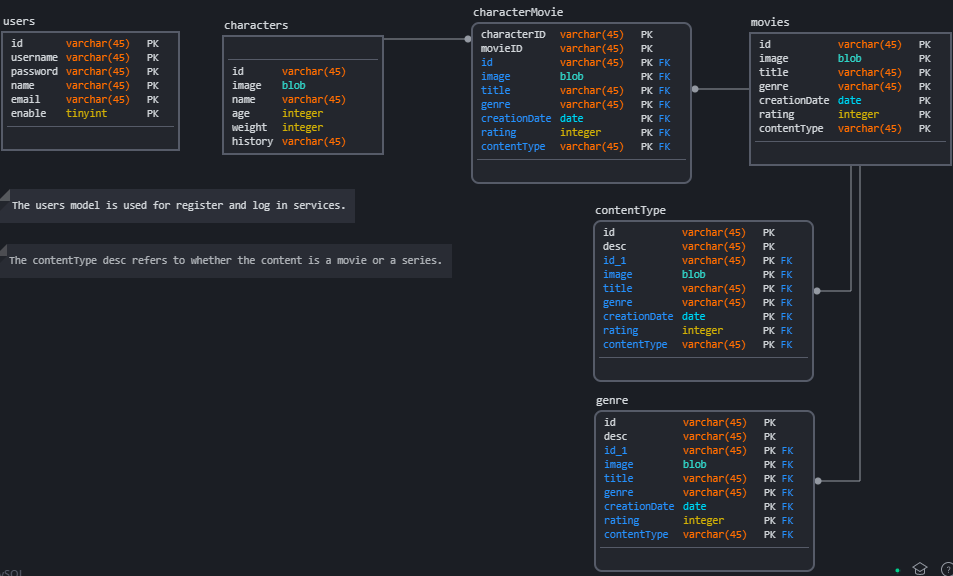 users
id varchar(45) PK
username varchar(45) PK
password varchar(45) PK
name varchar(45) PK
email varchar(45) PK
enable tinyint PK
characters
id varchar(45)
image blob
name varchar(45)
age integer
weight integer
history varchar(45)
characterMovie
characterID varchar(45) PK
movieID varchar(45) PK
id varchar(45) PK FK
image blob PK FK
title varchar(45) PK FK
genre varchar(45) PK FK
creationDate date PK FK
rating integer PK FK
contentType varchar(45) PK FK
movies
id varchar(45) PK
image blob PK
title varchar(45) PK
genre varchar(45) PK
creationDate date PK
rating integer PK
contentType varchar(45) PK
The users model is used for register and log in services.
The contentType desc refers to whether the content is a movie or a series.
contentType
id varchar(45) PK
desc varchar(45) PK
id_1 varchar(45) PK FK
image blob PK FK
title varchar(45) PK FK
genre varchar(45) PK FK
creationDate date PK FK
rating integer PK FK
contentType varchar(45) PK FK
genre
id varchar(45) PK
desc varchar(45) PK
id_1 varchar(45) PK FK
image blob PK FK
title varchar(45) PK FK
genre varchar(45) PK FK
creationDate date PK FK
rating integer PK FK
contentType varchar(45) PK FK
?